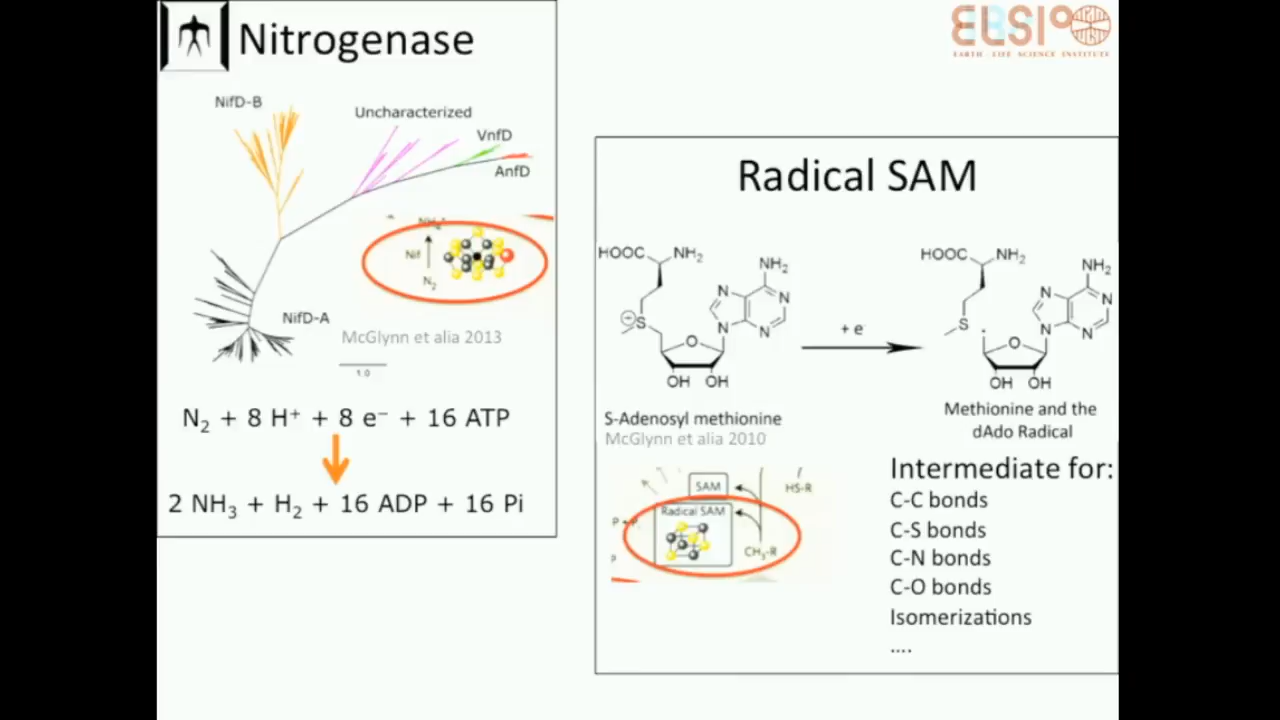 Nitrogenase
NifD-B
Uncharacterized
VnfD
AnfD
Nif
N₂
NifD-A
McGlynn et alia 2013
1.0
N₂ + 8 H⁺ + 8 e⁻ + 16 ATP
2 NH₃ + H₂ + 16 ADP + 16 Pi
ELSI
EARTH - LIFE SCIENCE INSTITUTE
Radical SAM
HOOC NH₂
NH₂
N N
N N
S
O
OH OH
+ e⁻
HOOC NH₂
NH₂
N N
N N
S
O
OH OH
S-Adenosyl methionine
McGlynn et alia 2010
Methionine and the
dAdo Radical
SAM
HS-R
Radical SAM
CH₃-R
Intermediate for:
C-C bonds
C-S bonds
C-N bonds
C-O bonds
Isomerizations
....